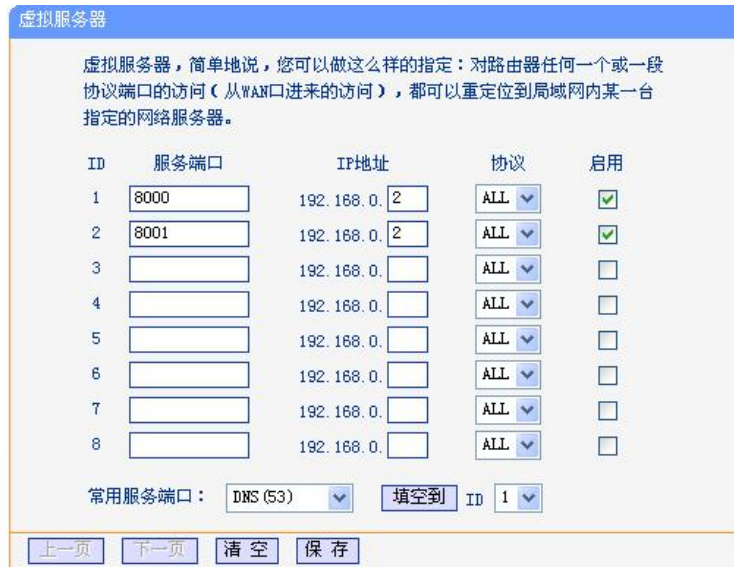 虚拟服务器
虚拟服务器，简单地说，您可以做这么样的指定：对路由器任何一个或一段
协议端口的访问（从WAN口进来的访问），都可以重定位到局域网内某一台
指定的网络服务器。
ID 服务端口 IP地址 协议 启用
1 8000 192.168.0. 2 ALL
2 8001 192.168.0. 2 ALL
3 192.168.0. ALL
4 192.168.0. ALL
5 192.168.0. ALL
6 192.168.0. ALL
7 192.168.0. ALL
8 192.168.0. ALL
常用服务端口： DNS(53) 填空到 ID 1
上一页 下一页 清 空 保 存